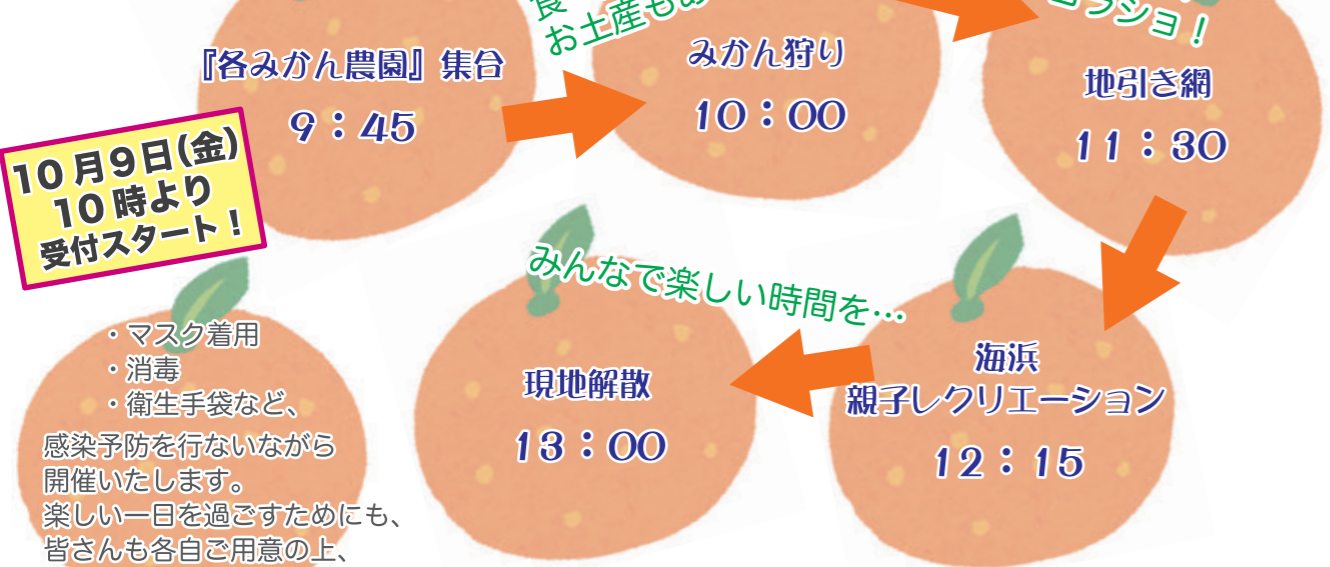 食
お土産もあ
ヨッショ！
『各みかん農園』集合
9：45
みかん狩り
10：00
地引き網
11：30
10月9日(金)
10時より
受付スタート！
みんなで楽しい時間を…
海浜
親子レクリエーション
12：15
現地解散
13：00
・マスク着用
・消毒
・衛生手袋など、
感染予防を行ないながら
開催いたします。
楽しい一日を過ごすためにも、
皆さんも各自ご用意の上、